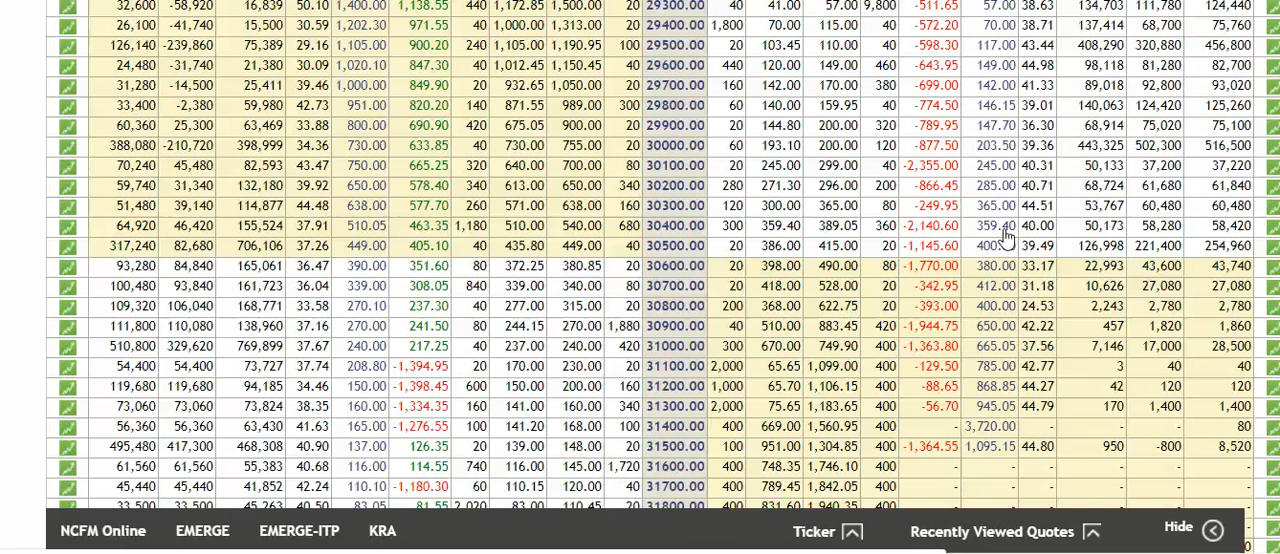 32,600 -58,920 16,839 50.10 1,400.00 1,138.55 440 1,172.85 1,500.00 20 29300.00 40 41.00 57.00 9,800 -511.65 57.00 38.63 134,703 111,780 124,440
26,100 -41,740 15,500 30.59 1,202.30 971.55 40 1,000.00 1,313.00 20 29400.00 1,800 70.00 75.00 40 -572.20 70.00 38.71 137,414 68,700 75,760
126,140 -239,860 75,389 29.16 1,105.00 900.20 240 1,105.00 1,190.95 100 29500.00 20 103.45 110.00 40 -598.30 117.00 43.44 408,290 320,880 456,800
24,480 -31,740 21,380 30.09 1,020.10 847.30 40 1,012.45 1,150.45 40 29600.00 440 120.00 149.00 460 -643.95 149.00 44.98 98,118 81,280 82,700
31,280 -14,500 25,411 39.46 1,000.00 849.90 20 932.65 1,050.00 20 29700.00 160 142.00 170.00 380 -699.00 142.00 41.33 89,018 92,800 93,020
33,400 -2,380 59,980 42.73 951.00 820.20 140 871.55 989.00 300 29800.00 60 140.00 159.95 40 -774.50 146.15 39.01 140,063 124,420 125,260
60,360 25,300 63,469 33.88 800.00 690.90 420 675.05 900.00 20 29900.00 20 144.80 200.00 320 -789.95 147.70 36.30 68,914 75,020 75,100
388,080 -210,720 398,999 34.36 730.00 633.85 40 730.00 755.00 20 30000.00 60 193.10 200.00 120 -877.50 203.50 39.36 443,325 502,300 516,500
70,240 45,480 82,593 43.47 750.00 665.25 320 640.00 700.00 80 30100.00 20 245.00 299.00 40 -2,355.00 245.00 40.31 50,133 37,200 37,220
59,740 31,340 132,180 39.92 650.00 578.40 340 613.00 650.00 340 30200.00 280 271.30 296.00 200 -866.45 285.00 40.71 68,724 61,680 61,840
51,480 39,140 114,877 44.48 638.00 577.70 260 571.00 638.00 160 30300.00 120 300.00 365.00 80 -249.95 365.00 44.51 53,767 60,480 60,480
64,920 46,420 155,524 37.91 510.05 463.35 1,180 510.00 540.00 680 30400.00 300 359.40 389.05 360 -2,140.60 359.40 40.00 50,173 58,280 58,420
317,240 82,680 706,106 37.26 449.00 405.10 40 435.80 449.00 40 30500.00 20 386.00 415.00 20 -1,145.60 39.49 126,998 221,400 254,960
93,280 84,840 165,061 36.47 390.00 351.60 80 372.25 380.85 20 30600.00 20 398.00 490.00 80 -1,770.00 380.00 33.17 22,993 43,600 43,740
100,480 93,840 161,723 36.04 339.00 308.05 840 339.00 340.00 80 30700.00 20 418.00 528.00 20 -342.95 412.00 31.18 10,626 27,080 27,080
109,320 106,040 168,771 33.58 270.10 237.30 40 277.00 315.00 20 30800.00 200 368.00 622.75 20 -393.00 400.00 24.53 2,243 2,780 2,780
111,800 110,080 138,960 37.16 270.00 241.50 80 244.15 270.00 1,880 30900.00 40 510.00 883.45 420 -1,944.75 650.00 42.22 457 1,820 1,860
510,800 329,620 769,899 37.67 240.00 217.25 40 237.00 240.00 420 31000.00 300 670.00 749.90 400 -1,363.80 665.05 37.56 7,146 17,000 28,500
54,400 54,400 73,727 37.74 208.80 -1,394.95 20 170.00 230.00 20 31100.00 2,000 65.65 1,099.00 400 -129.50 785.00 42.77 3 40 40
119,680 119,680 94,185 34.46 150.00 -1,398.45 600 150.00 200.00 160 31200.00 1,000 65.70 1,106.15 400 -88.65 868.85 44.27 42 120 120
73,060 73,060 73,824 38.35 160.00 -1,334.35 160 141.00 160.00 340 31300.00 2,000 75.65 1,183.65 400 -56.70 945.05 44.79 170 1,400 1,400
56,360 56,360 63,430 41.63 165.00 -1,276.55 100 141.20 168.00 100 31400.00 400 669.00 1,560.95 400 - 3,720.00 - - - 80
495,480 417,300 468,308 40.90 137.00 126.35 20 139.00 148.00 20 31500.00 100 951.00 1,304.85 400 -1,364.55 1,095.15 44.80 950 -800 8,520
61,560 61,560 55,383 40.68 116.00 114.55 740 116.00 145.00 1,720 31600.00 400 748.35 1,746.10 400 - - - - - -
45,440 45,440 41,852 42.24 110.10 -1,180.30 60 110.15 120.00 40 31700.00 400 789.45 1,842.05 400 - - - - - -
NCFM Online EMERGE EMERGE-ITP KRA Ticker Recently Viewed Quotes Hide